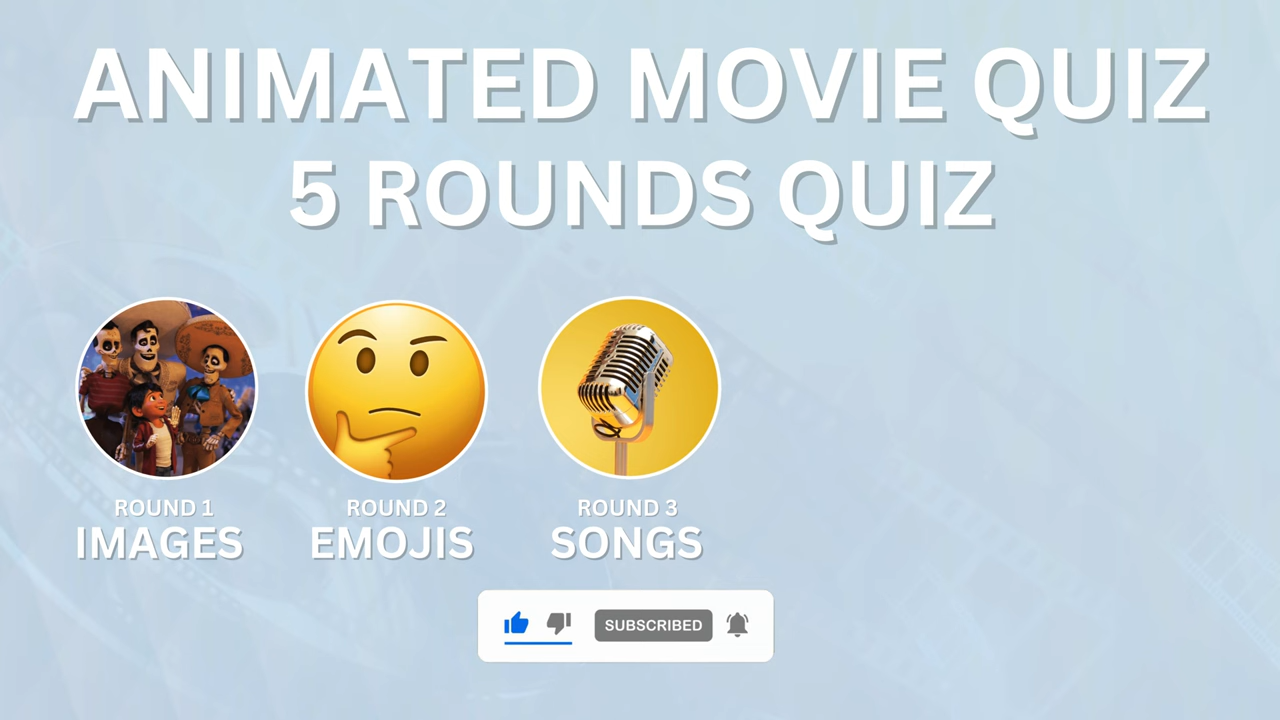 ANIMATED MOVIE QUIZ
5 ROUNDS QUIZ
ROUND 1
IMAGES
ROUND 2
EMOJIS
ROUND 3
SONGS
SUBSCRIBED